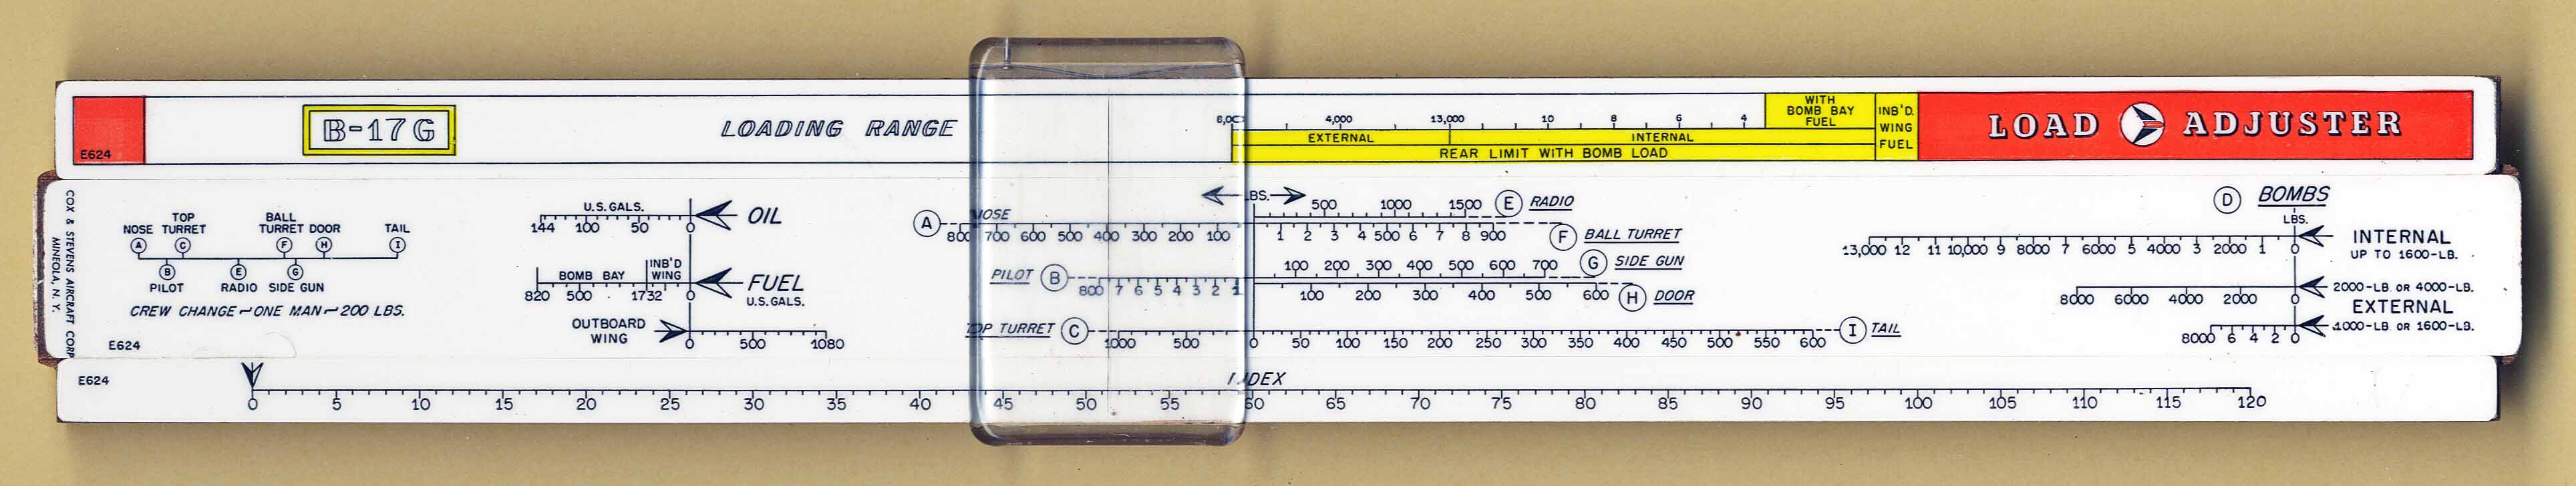 B-17G
LOADING RANGE
4,000 13,000 10 8 6 4
WITH
BOMB BAY
FUEL
INB'D.
WING
FUEL
EXTERNAL INTERNAL
REAR LIMIT WITH BOMB LOAD
LOAD ADJUSTER
E624
COX & STEVENS AIRCRAFT CORP
MINEOLA, N. Y.
NOSE TOP TURRET BALL TURRET DOOR TAIL
A C F H I
B E G
PILOT RADIO SIDE GUN
CREW CHANGE—ONE MAN—200 LBS.
E624
U.S. GALS.
144 100 50 0
OIL
BOMB BAY INB'D WING
820 500 1732 0
FUEL
U.S. GALS.
OUTBOARD
WING
0 500 1080
LBS.
A NOSE
800 700 600 500 400 300 200 100
PILOT B
800 7 6 5 4 3 2 1
TOP TURRET C
1000 500 0
500 1000 1500 E RADIO
1 2 3 4 500 6 7 8 900 F BALL TURRET
100 200 300 400 500 600 700 G SIDE GUN
100 200 300 400 500 600 H DOOR
50 100 150 200 250 300 350 400 450 500 550 600 I TAIL
D BOMBS
LBS.
13,000 12 11 10,000 9 8000 7 6000 5 4000 3 2000 1 0
INTERNAL
UP TO 1600-LB.
8000 6000 4000 2000 0
2000-LB. OR 4000-LB.
EXTERNAL
8000 6 4 2 0
1000-LB. OR 1600-LB.
E624
INDEX
0 5 10 15 20 25 30 35 40 45 50 55 60 65 70 75 80 85 90 95 100 105 110 115 120